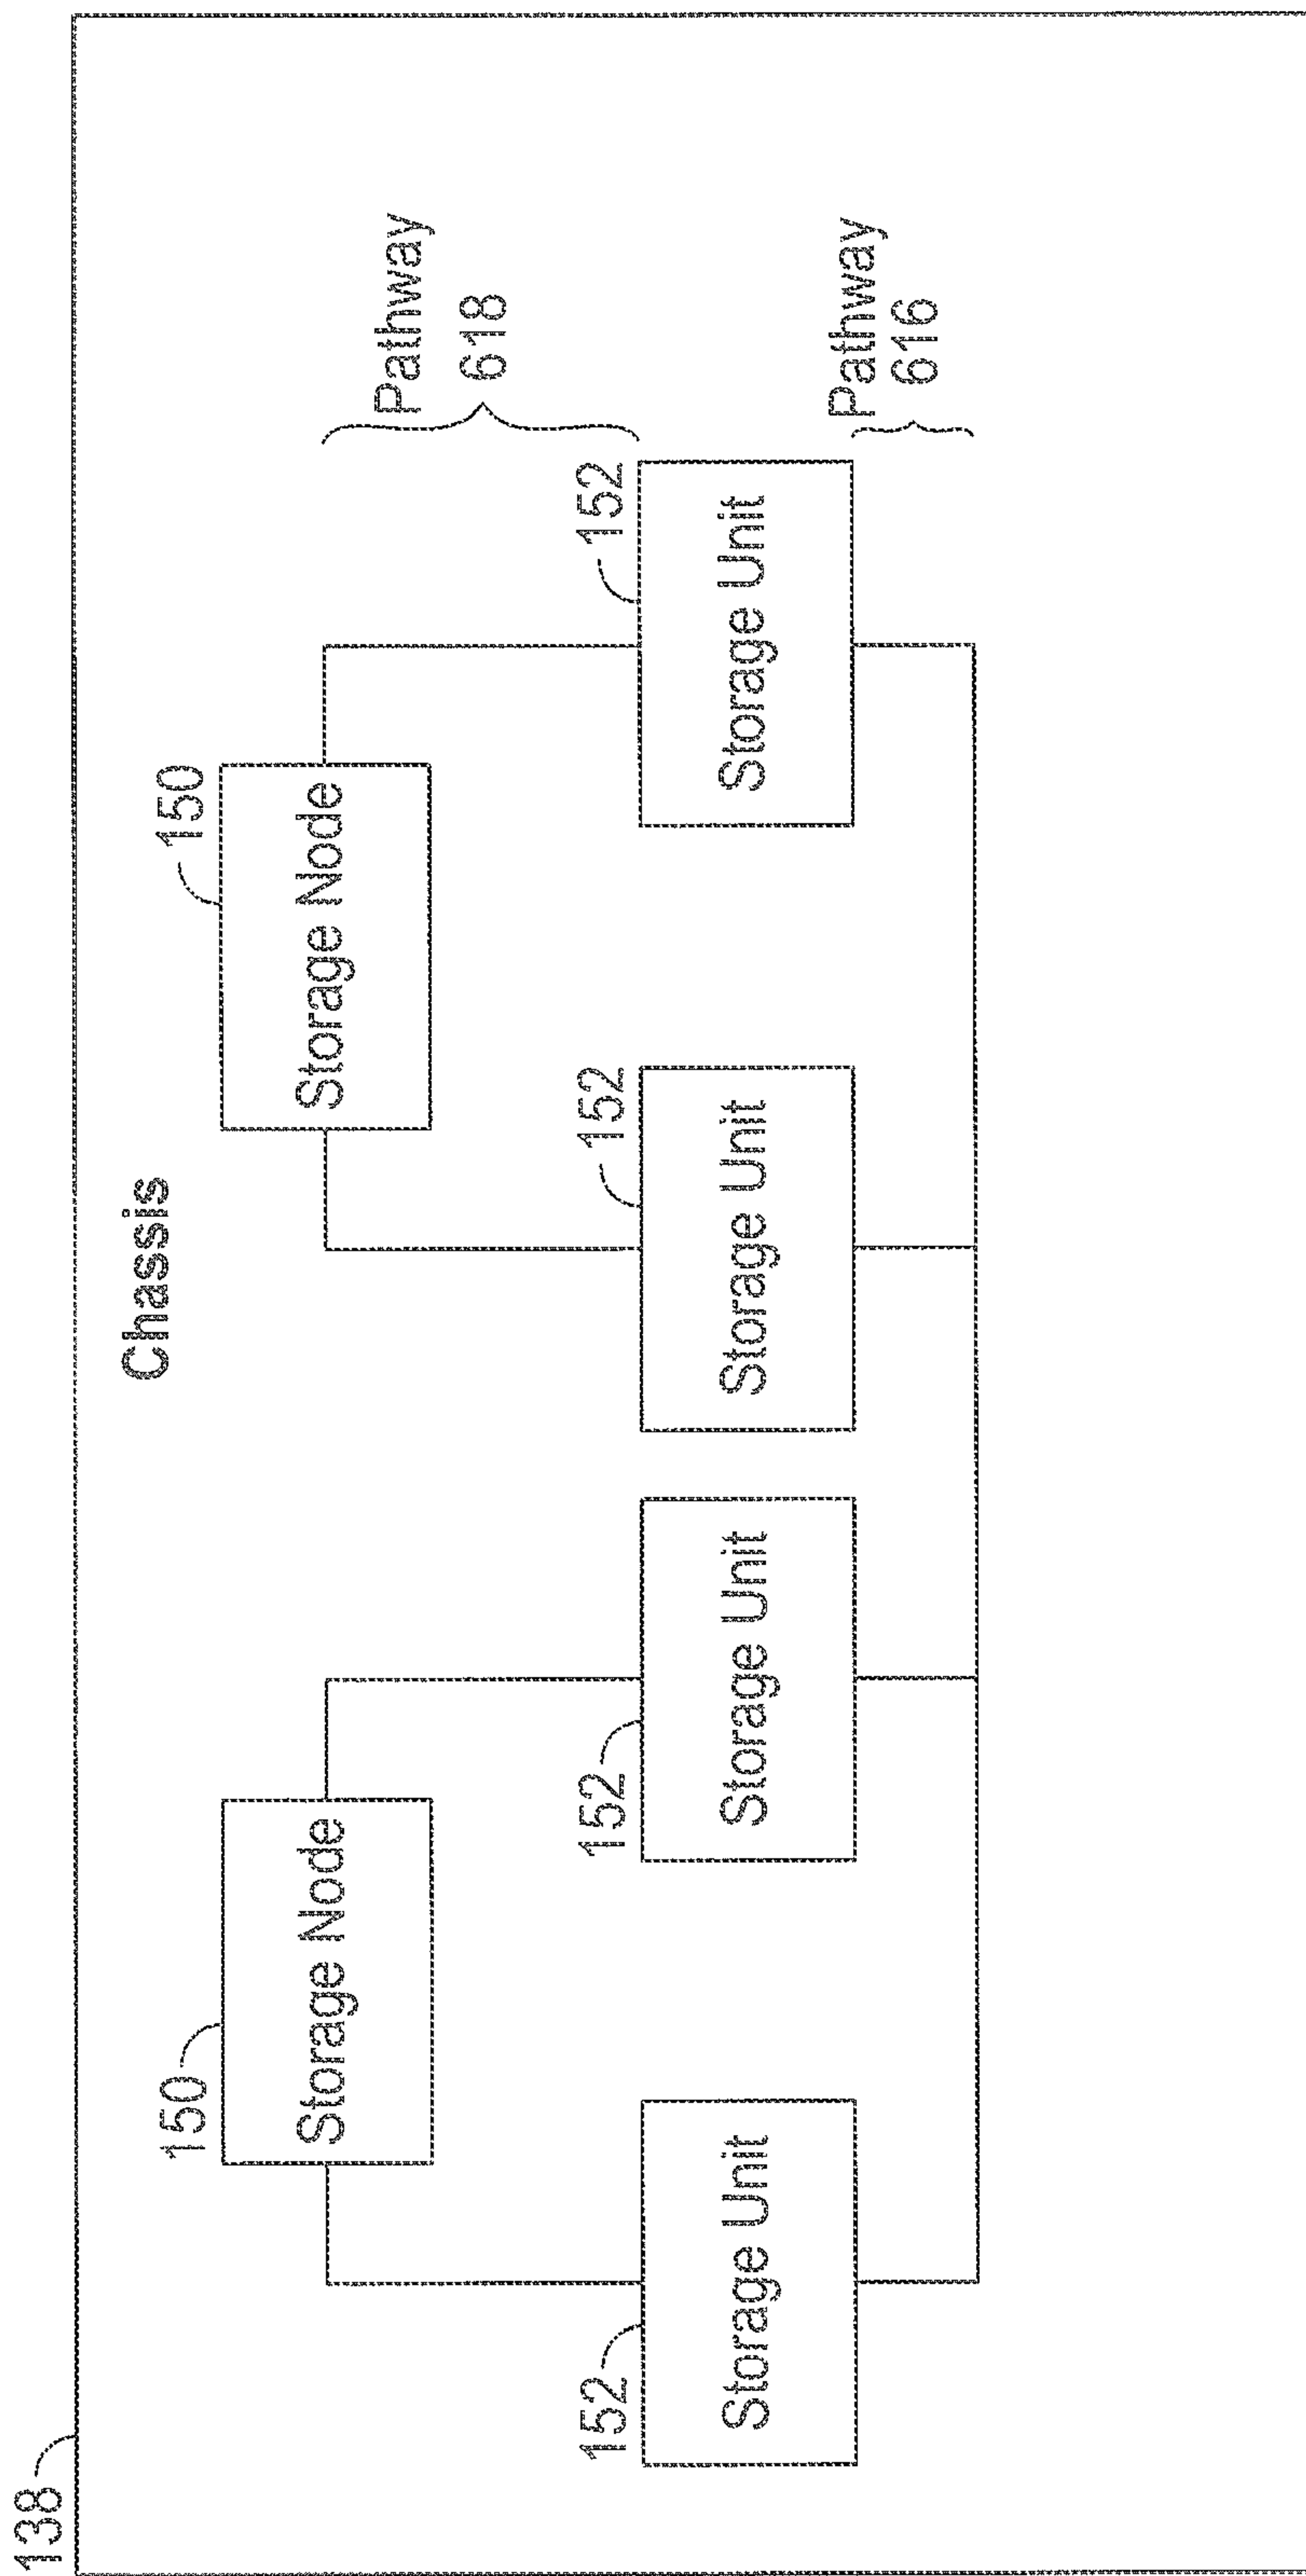 138
Chassis
150
Storage Node
150
Storage Node
Pathway
618
152
Storage Unit
152
Storage Unit
152
Storage Unit
152
Storage Unit
Pathway
616